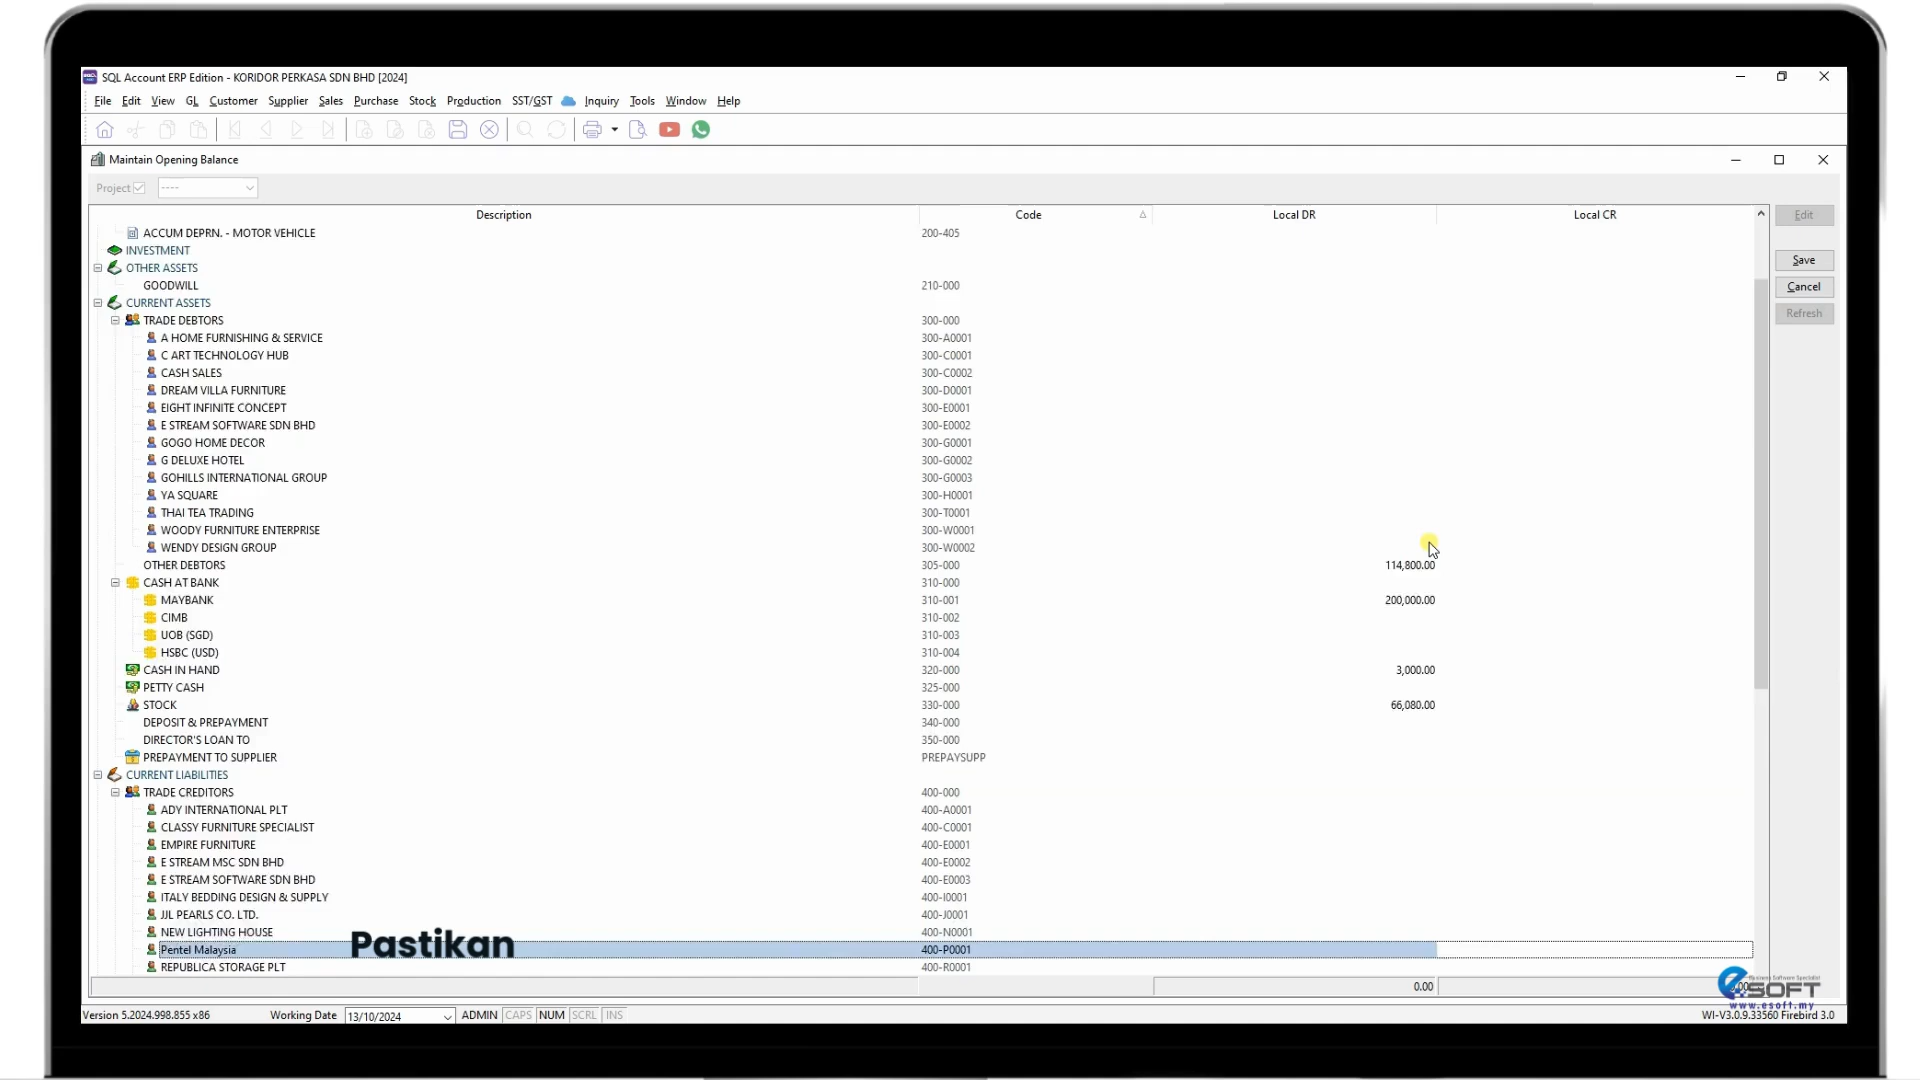 SQL Account ERP Edition - KORIDOR PERKASA SDN BHD [2024]
File Edit View GL Customer Supplier Sales Purchase Stock Production SST/GST Inquiry Tools Window Help
Maintain Opening Balance
Project ----
Description Code Local DR Local CR
Edit
Save
Cancel
Refresh
ACCUM DEPRN. - MOTOR VEHICLE 200-405
INVESTMENT
OTHER ASSETS
GOODWILL 210-000
CURRENT ASSETS
TRADE DEBTORS 300-000
A HOME FURNISHING & SERVICE 300-A0001
C ART TECHNOLOGY HUB 300-C0001
CASH SALES 300-C0002
DREAM VILLA FURNITURE 300-D0001
EIGHT INFINITE CONCEPT 300-E0001
E STREAM SOFTWARE SDN BHD 300-E0002
GOGO HOME DECOR 300-G0001
G DELUXE HOTEL 300-G0002
GOHILLS INTERNATIONAL GROUP 300-G0003
YA SQUARE 300-H0001
THAI TEA TRADING 300-T0001
WOODY FURNITURE ENTERPRISE 300-W0001
WENDY DESIGN GROUP 300-W0002
OTHER DEBTORS 305-000 114,800.00
CASH AT BANK 310-000
MAYBANK 310-001 200,000.00
CIMB 310-002
UOB (SGD) 310-003
HSBC (USD) 310-004
CASH IN HAND 320-000 3,000.00
PETTY CASH 325-000
STOCK 330-000 66,080.00
DEPOSIT & PREPAYMENT 340-000
DIRECTOR'S LOAN TO 350-000
PREPAYMENT TO SUPPLIER PREPAYSUPP
CURRENT LIABILITIES
TRADE CREDITORS 400-000
ADY INTERNATIONAL PLT 400-A0001
CLASSY FURNITURE SPECIALIST 400-C0001
EMPIRE FURNITURE 400-E0001
E STREAM MSC SDN BHD 400-E0002
E STREAM SOFTWARE SDN BHD 400-E0003
ITALY BEDDING DESIGN & SUPPLY 400-I0001
JJL PEARLS CO. LTD. 400-J0001
NEW LIGHTING HOUSE 400-N0001
Pentel Malaysia 400-P0001
Pastikan
REPUBLICA STORAGE PLT 400-R0001
0.00
eSOFT
www.esoft.my
Version 5.2024.998.855 x86 Working Date 13/10/2024 ADMIN CAPS NUM SCRL INS WI-V3.0.9.33560 Firebird 3.0